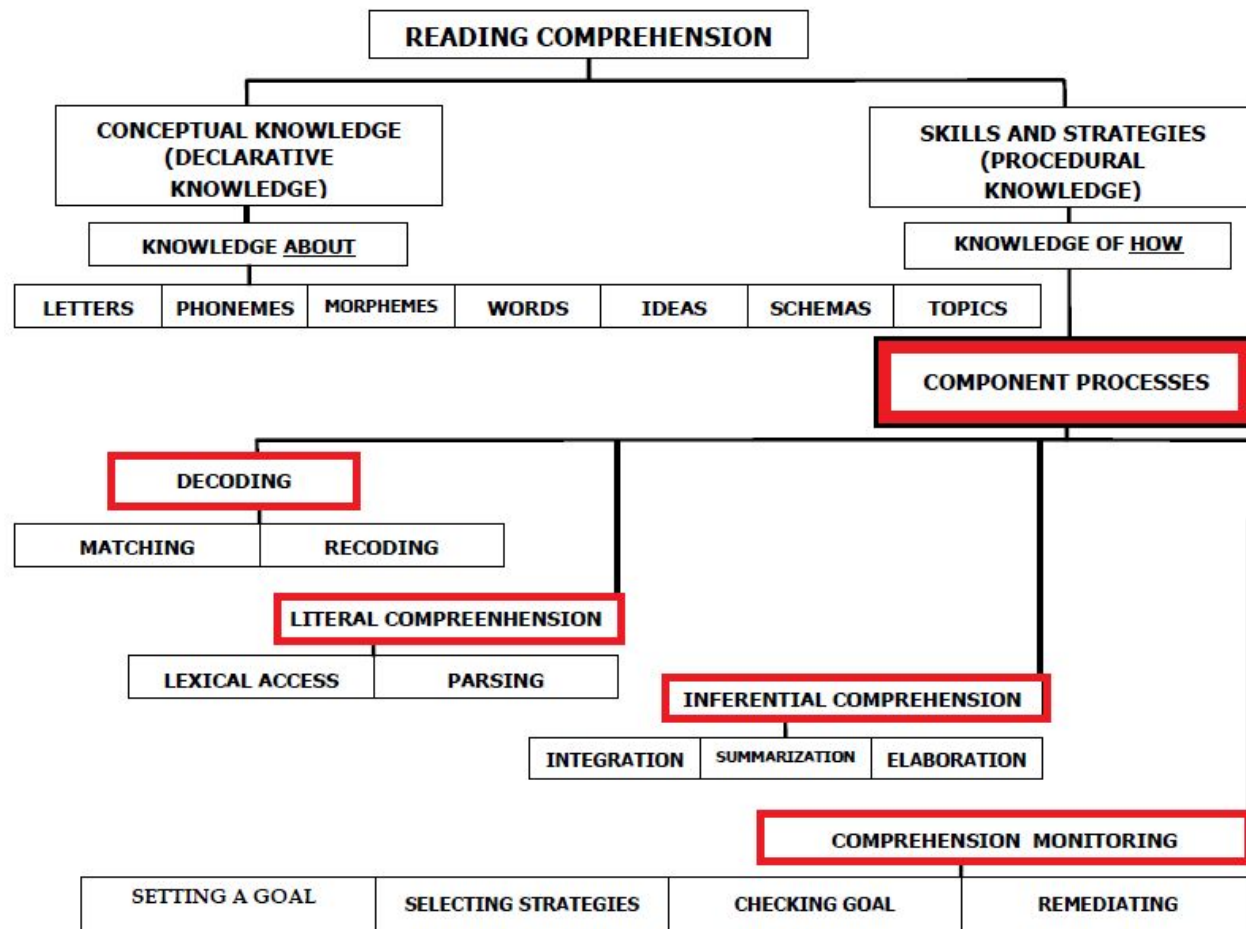 READING COMPREHENSION
CONCEPTUAL KNOWLEDGE
(DECLARATIVE
KNOWLEDGE)
SKILLS AND STRATEGIES
(PROCEDURAL
KNOWLEDGE)
KNOWLEDGE ABOUT
KNOWLEDGE OF HOW
LETTERS PHONEMES MORPHEMES WORDS IDEAS SCHEMAS TOPICS
COMPONENT PROCESSES
DECODING
MATCHING RECODING
LITERAL COMPREENHENSION
LEXICAL ACCESS PARSING
INFERENTIAL COMPREHENSION
INTEGRATION SUMMARIZATION ELABORATION
COMPREHENSION MONITORING
SETTING A GOAL SELECTING STRATEGIES CHECKING GOAL REMEDIATING